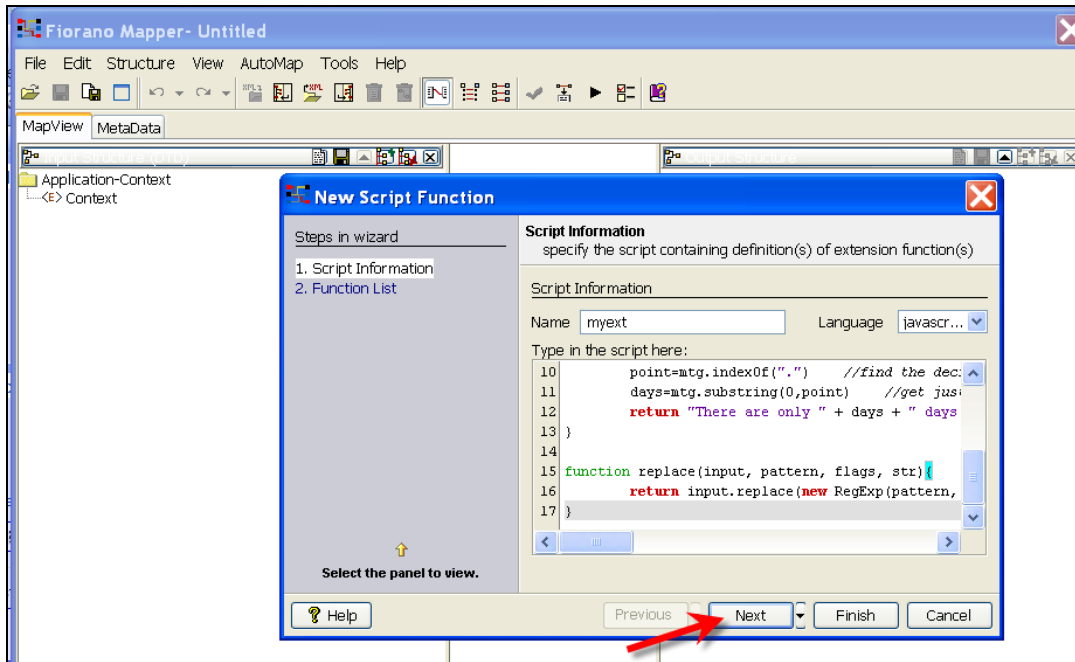 Fiorano Mapper- Untitled
File Edit Structure View AutoMap Tools Help
MapView MetaData
Application-Context
<E> Context
New Script Function
Steps in wizard
1. Script Information
2. Function List
Select the panel to view.
Script Information
specify the script containing definition(s) of extension function(s)
Script Information
Name myext Language javascr...
Type in the script here:
10 point=mtg.indexOf(".") //find the dec
11 days=mtg.substring(0,point) //get jus
12 return "There are only " + days + " days
13 }
14
15 function replace(input, pattern, flags, str){
16 return input.replace(new RegExp(pattern,
17 }
Help Previous Next Finish Cancel